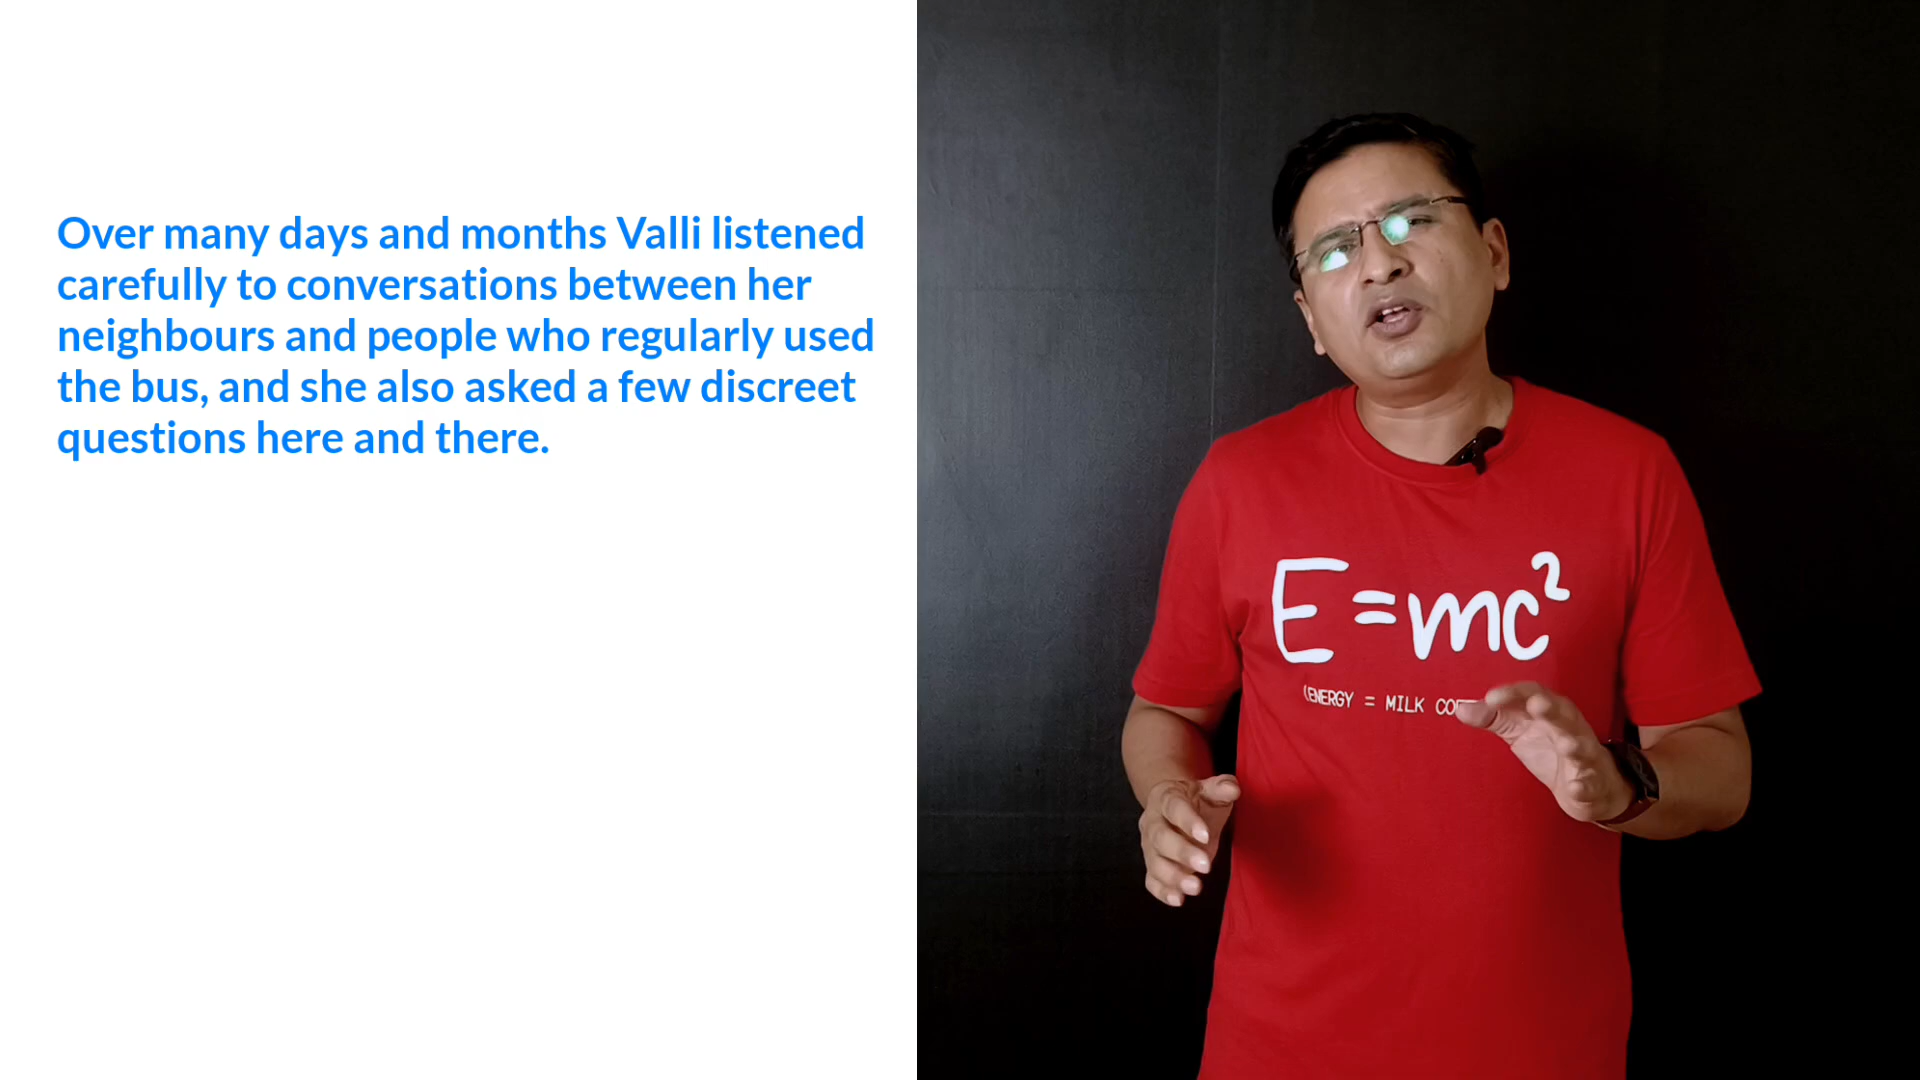 Over many days and months Valli listened
carefully to conversations between her
neighbours and people who regularly used
the bus, and she also asked a few discreet
questions here and there.
E=mc²
(ENERGY = MILK